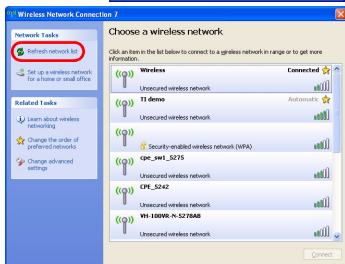 Wireless Network Connection 7
Network Tasks
Refresh network list
Set up a wireless network
for a home or small office
Related Tasks
Learn about wireless
networking
Change the order of
preferred networks
Change advanced
settings
Choose a wireless network
Click an item in the list below to connect to a wireless network in range or to get more
information.
Wireless Connected
Unsecured wireless network
TI demo Automatic
Unsecured wireless network
Security-enabled wireless network (WPA)
cpe_sw1_5275
Unsecured wireless network
CPE_5242
Unsecured wireless network
VH-100VR-N-5278AB
Unsecured wireless network
Connect